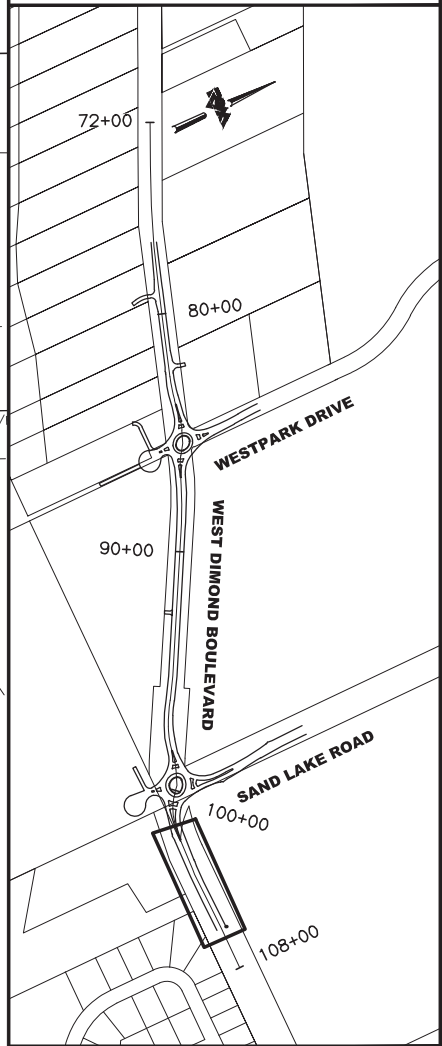 72+00
80+00
WESTPARK DRIVE
90+00
WEST DIMOND BOULEVARD
SAND LAKE ROAD
100+00
108+00